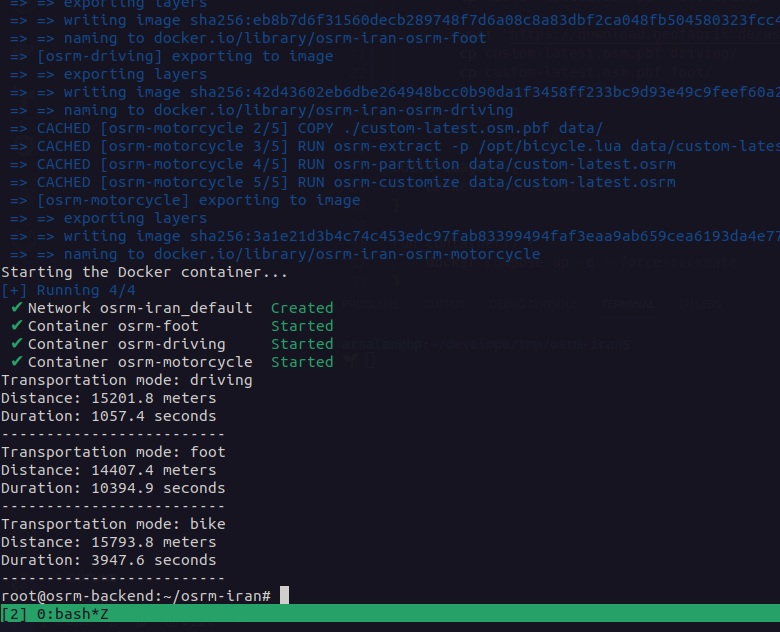 => => exporting layers
=> => writing image sha256:eb8b7d6f31560decb289748f7d6a08c8a83dbf2ca048fb504580323fcc4
=> => naming to docker.io/library/osrm-iran-osrm-foot
=> [osrm-driving] exporting to image
=> => exporting layers
=> => writing image sha256:42d43602eb6dbe264948bcc0b90da1f3458ff233bc9d93e49c9feef60a2
=> => naming to docker.io/library/osrm-iran-osrm-driving
=> CACHED [osrm-motorcycle 2/5] COPY ./custom-latest.osm.pbf data/
=> CACHED [osrm-motorcycle 3/5] RUN osrm-extract -p /opt/bicycle.lua data/custom-lates
=> CACHED [osrm-motorcycle 4/5] RUN osrm-partition data/custom-latest.osrm
=> CACHED [osrm-motorcycle 5/5] RUN osrm-customize data/custom-latest.osrm
=> [osrm-motorcycle] exporting to image
=> => exporting layers
=> => writing image sha256:3a1e21d3b4c74c453edc97fab83399494faf3eaa9ab659cea6193da4e77
=> => naming to docker.io/library/osrm-iran-osrm-motorcycle
Starting the Docker container...
[+] Running 4/4
✔ Network osrm-iran_default Created
✔ Container osrm-foot Started
✔ Container osrm-driving Started
✔ Container osrm-motorcycle Started
Transportation mode: driving
Distance: 15201.8 meters
Duration: 1057.4 seconds
-------------------------
Transportation mode: foot
Distance: 14407.4 meters
Duration: 10394.9 seconds
-------------------------
Transportation mode: bike
Distance: 15793.8 meters
Duration: 3947.6 seconds
-------------------------
root@osrm-backend:~/osrm-iran#
[2] 0:bash*Z